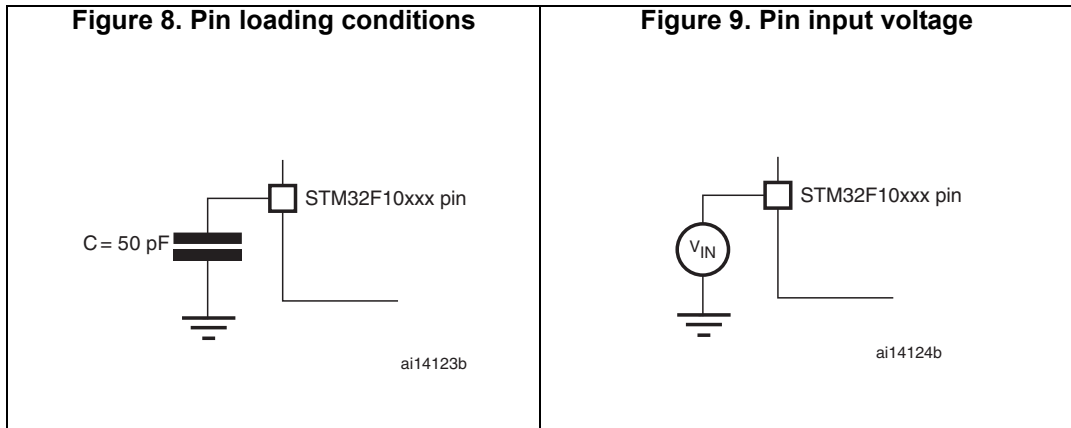 Figure 8. Pin loading conditions
Figure 9. Pin input voltage
STM32F10xxx pin
C = 50 pF
ai14123b
STM32F10xxx pin
VIN
ai14124b